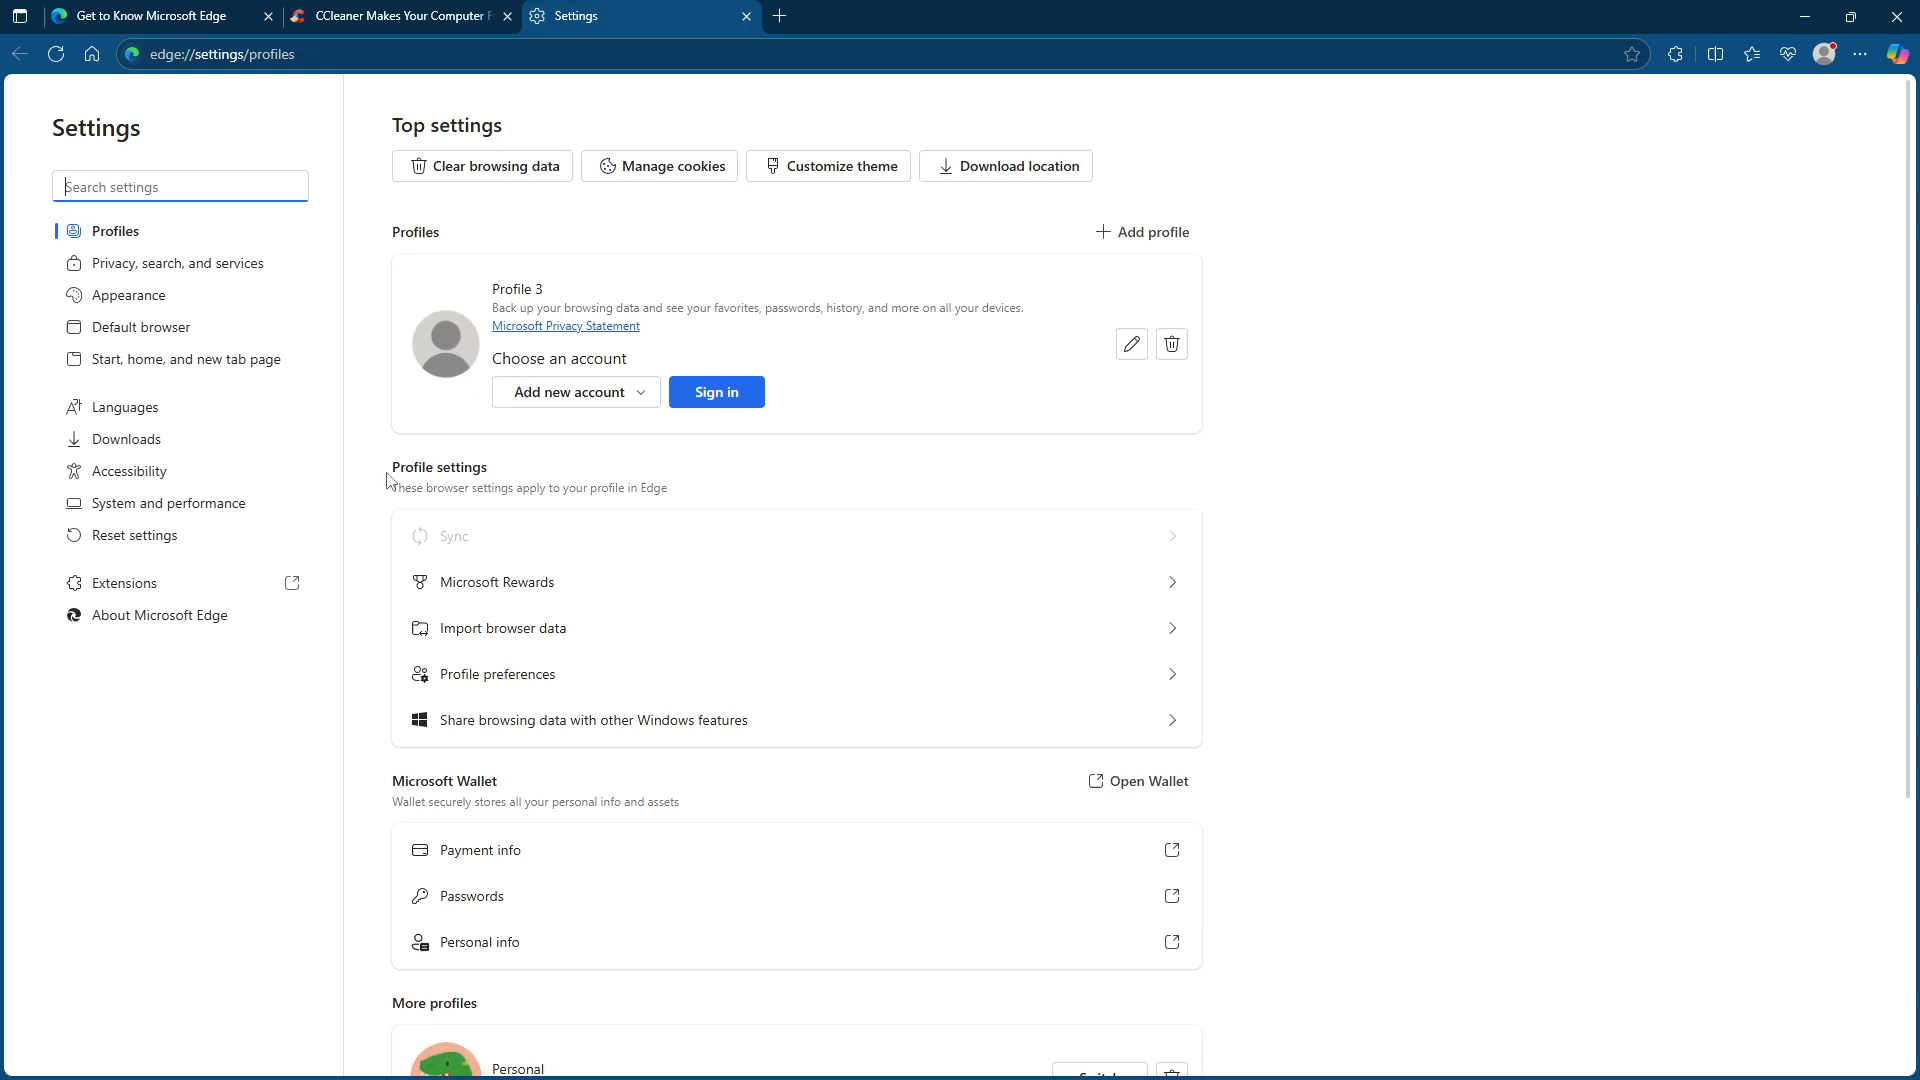 Get to Know Microsoft Edge
CCleaner Makes Your Computer F
Settings
edge://settings/profiles
Settings
Search settings
Profiles
Privacy, search, and services
Appearance
Default browser
Start, home, and new tab page
Languages
Downloads
Accessibility
System and performance
Reset settings
Extensions
About Microsoft Edge
Top settings
Clear browsing data
Manage cookies
Customize theme
Download location
Profiles
Add profile
Profile 3
Back up your browsing data and see your favorites, passwords, history, and more on all your devices.
Microsoft Privacy Statement
Choose an account
Add new account
Sign in
Profile settings
These browser settings apply to your profile in Edge
Sync
Microsoft Rewards
Import browser data
Profile preferences
Share browsing data with other Windows features
Microsoft Wallet
Open Wallet
Wallet securely stores all your personal info and assets
Payment info
Passwords
Personal info
More profiles
Personal